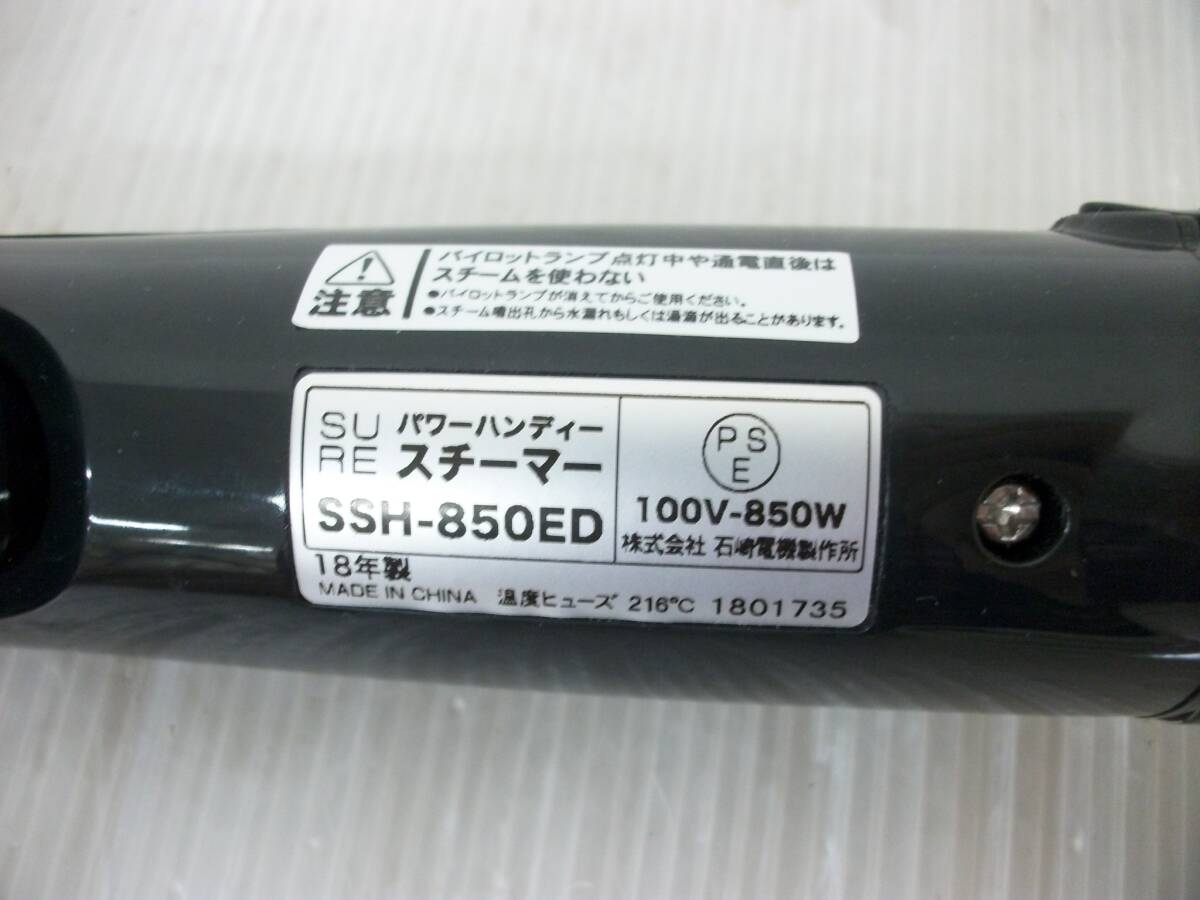 注意
パイロットランプ点灯中や通電直後は
スチームを使わない
●パイロットランプが消えてからご使用ください。
●スチーム噴出孔から水漏れもしくは湯滴が出ることがあります。
SU
RE
パワーハンディー
スチーマー
SSH-850ED
PS
E
100V-850W
株式会社 石崎電機製作所
18年製
MADE IN CHINA 温度ヒューズ 216℃ 1801735